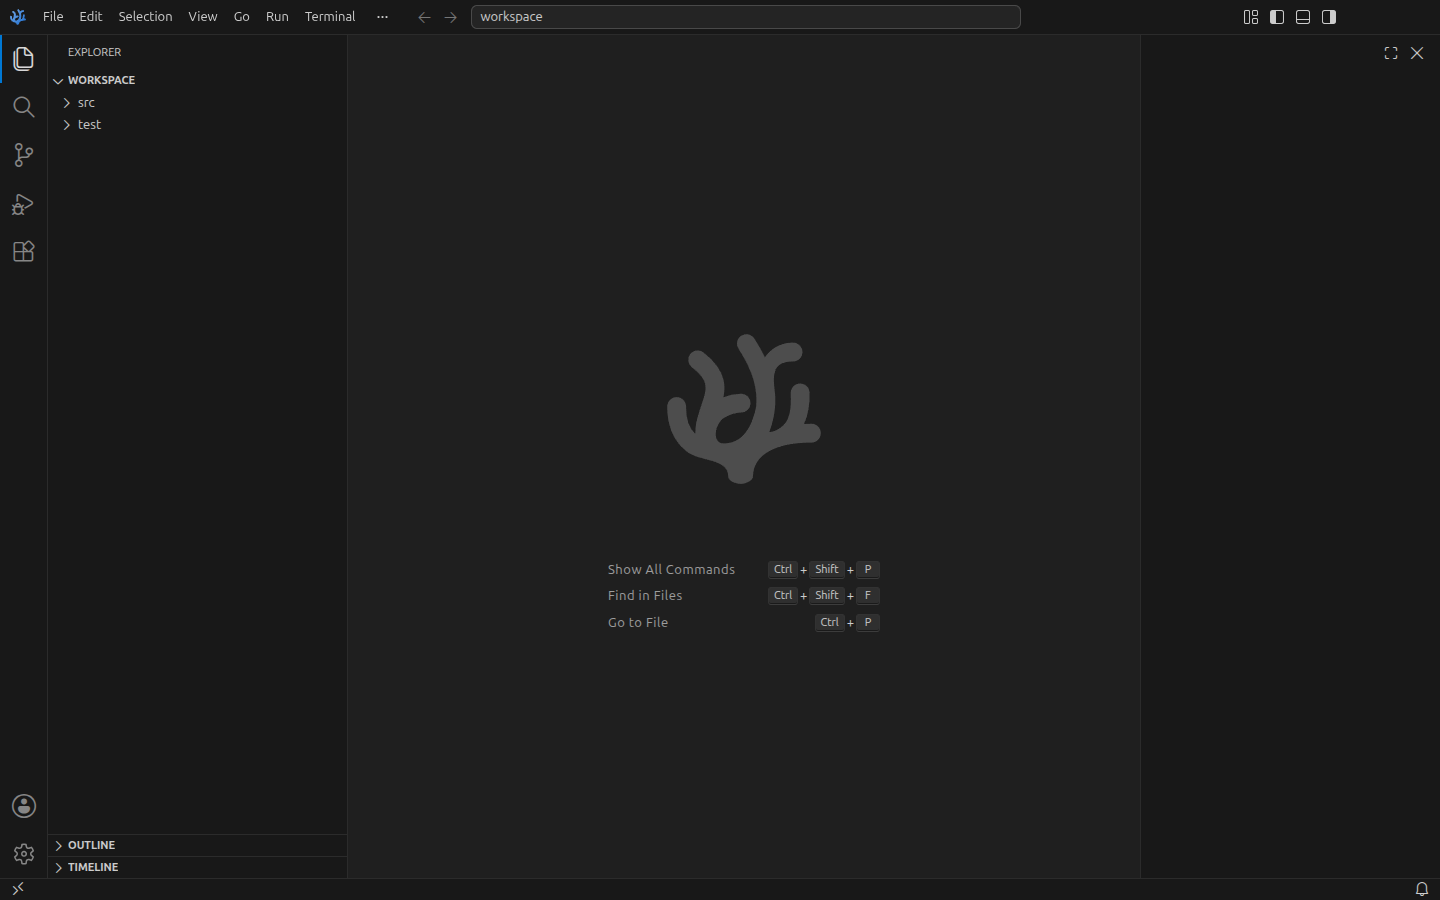 File Edit Selection View Go Run Terminal ···
workspace
EXPLORER
WORKSPACE
src
test
Show All Commands Ctrl + Shift + P
Find in Files Ctrl + Shift + F
Go to File Ctrl + P
OUTLINE
TIMELINE